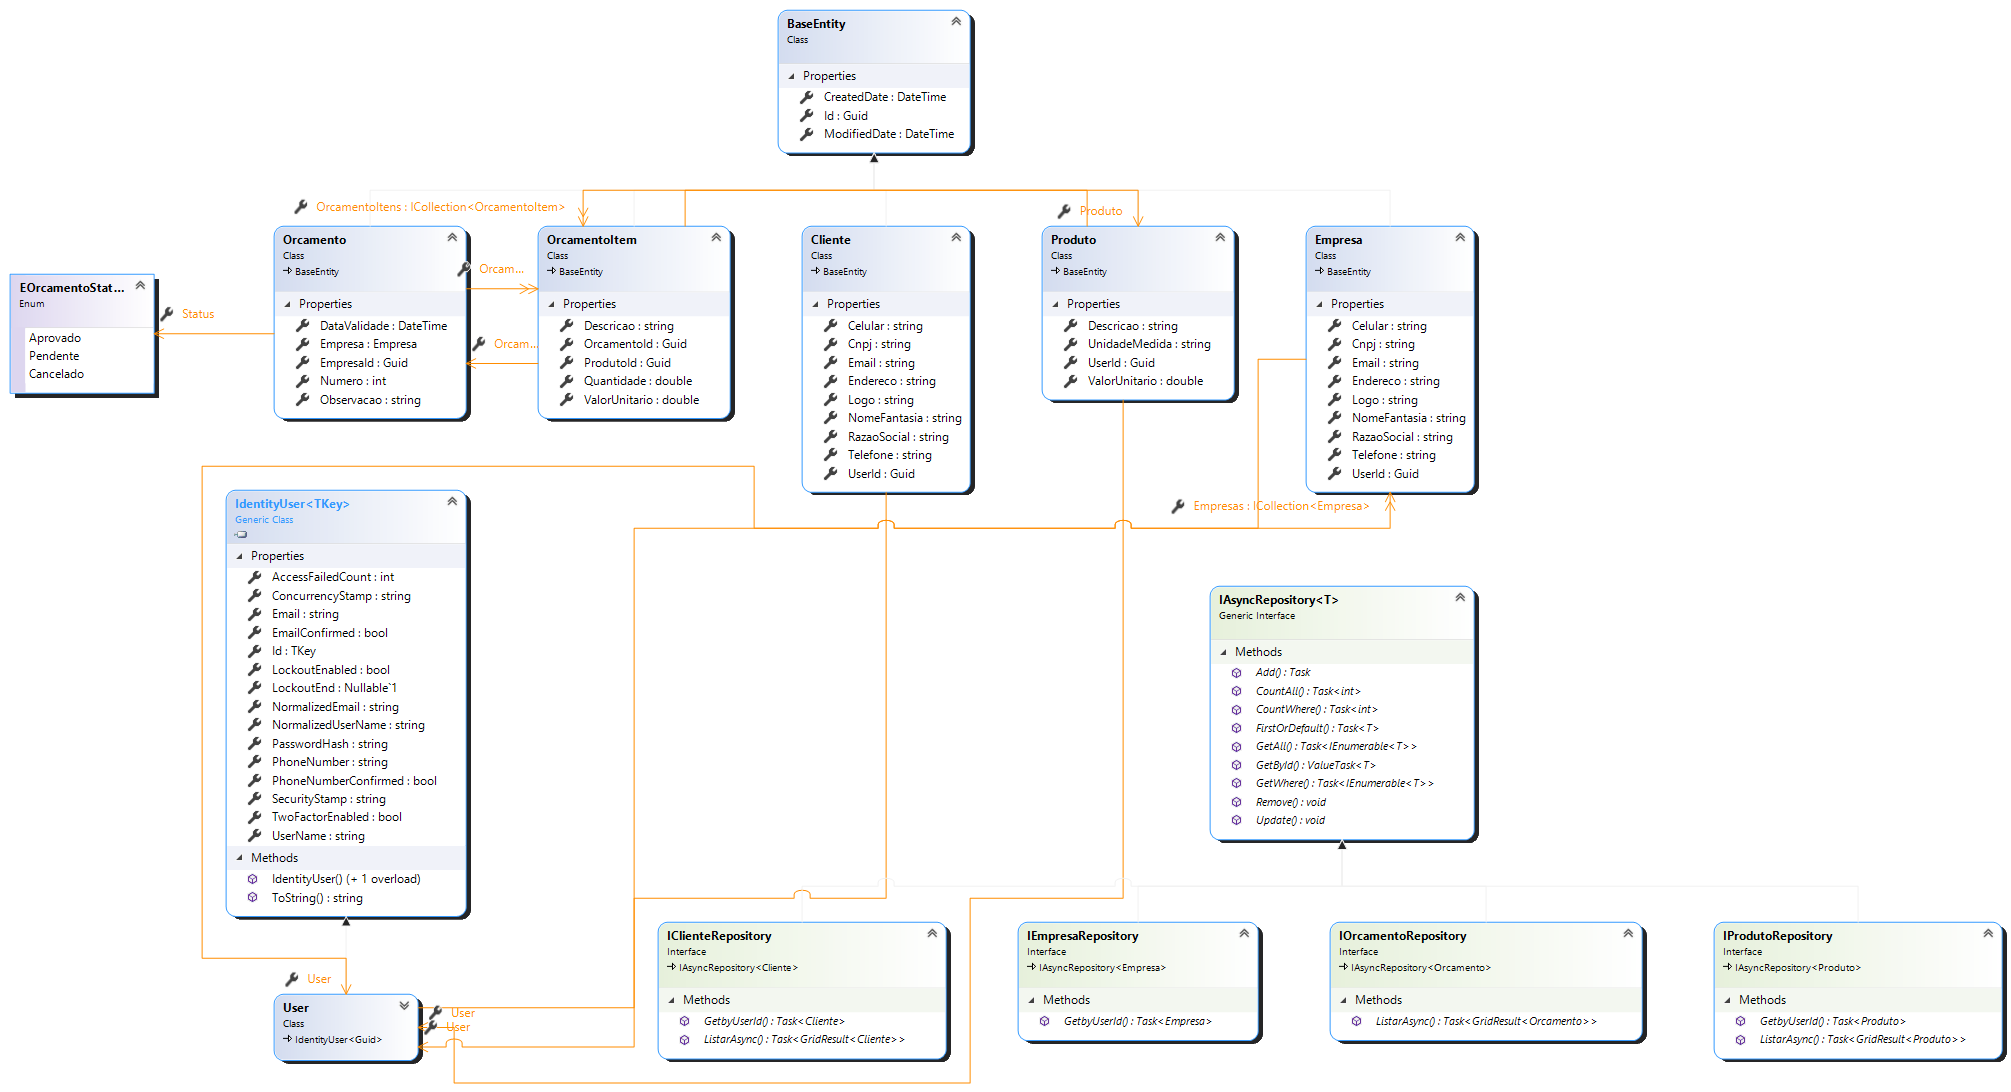 BaseEntity
Class
Properties
CreatedDate : DateTime
Id : Guid
ModifiedDate : DateTime
OrcamentoItens : ICollection<OrcamentoItem>
Produto
Orcamento
Class
BaseEntity
Properties
DataValidade : DateTime
Empresa : Empresa
EmpresaId : Guid
Numero : int
Observacao : string
Orcam...
Orcam...
OrcamentoItem
Class
BaseEntity
Properties
Descricao : string
OrcamentoId : Guid
ProdutoId : Guid
Quantidade : double
ValorUnitario : double
Cliente
Class
BaseEntity
Properties
Celular : string
Cnpj : string
Email : string
Endereco : string
Logo : string
NomeFantasia : string
RazaoSocial : string
Telefone : string
UserId : Guid
Produto
Class
BaseEntity
Properties
Descricao : string
UnidadeMedida : string
UserId : Guid
ValorUnitario : double
Empresa
Class
BaseEntity
Properties
Celular : string
Cnpj : string
Email : string
Endereco : string
Logo : string
NomeFantasia : string
RazaoSocial : string
Telefone : string
UserId : Guid
EOrcamentoStat...
Enum
Aprovado
Pendente
Cancelado
Status
Empresas : ICollection<Empresa>
IdentityUser<TKey>
Generic Class
Properties
AccessFailedCount : int
ConcurrencyStamp : string
Email : string
EmailConfirmed : bool
Id : TKey
LockoutEnabled : bool
LockoutEnd : Nullable`1
NormalizedEmail : string
NormalizedUserName : string
PasswordHash : string
PhoneNumber : string
PhoneNumberConfirmed : bool
SecurityStamp : string
TwoFactorEnabled : bool
UserName : string
Methods
IdentityUser() (+ 1 overload)
ToString() : string
IAsyncRepository<T>
Generic Interface
Methods
Add() : Task
CountAll() : Task<int>
CountWhere() : Task<int>
FirstOrDefault() : Task<T>
GetAll() : Task<IEnumerable<T>>
GetById() : ValueTask<T>
GetWhere() : Task<IEnumerable<T>>
Remove() : void
Update() : void
User
User
Class
IdentityUser<Guid>
User
User
IClienteRepository
Interface
IAsyncRepository<Cliente>
Methods
GetbyUserId() : Task<Cliente>
ListarAsync() : Task<GridResult<Cliente>>
IEmpresaRepository
Interface
IAsyncRepository<Empresa>
Methods
GetbyUserId() : Task<Empresa>
IOrcamentoRepository
Interface
IAsyncRepository<Orcamento>
Methods
ListarAsync() : Task<GridResult<Orcamento>>
IProdutoRepository
Interface
IAsyncRepository<Produto>
Methods
GetbyUserId() : Task<Produto>
ListarAsync() : Task<GridResult<Produto>>